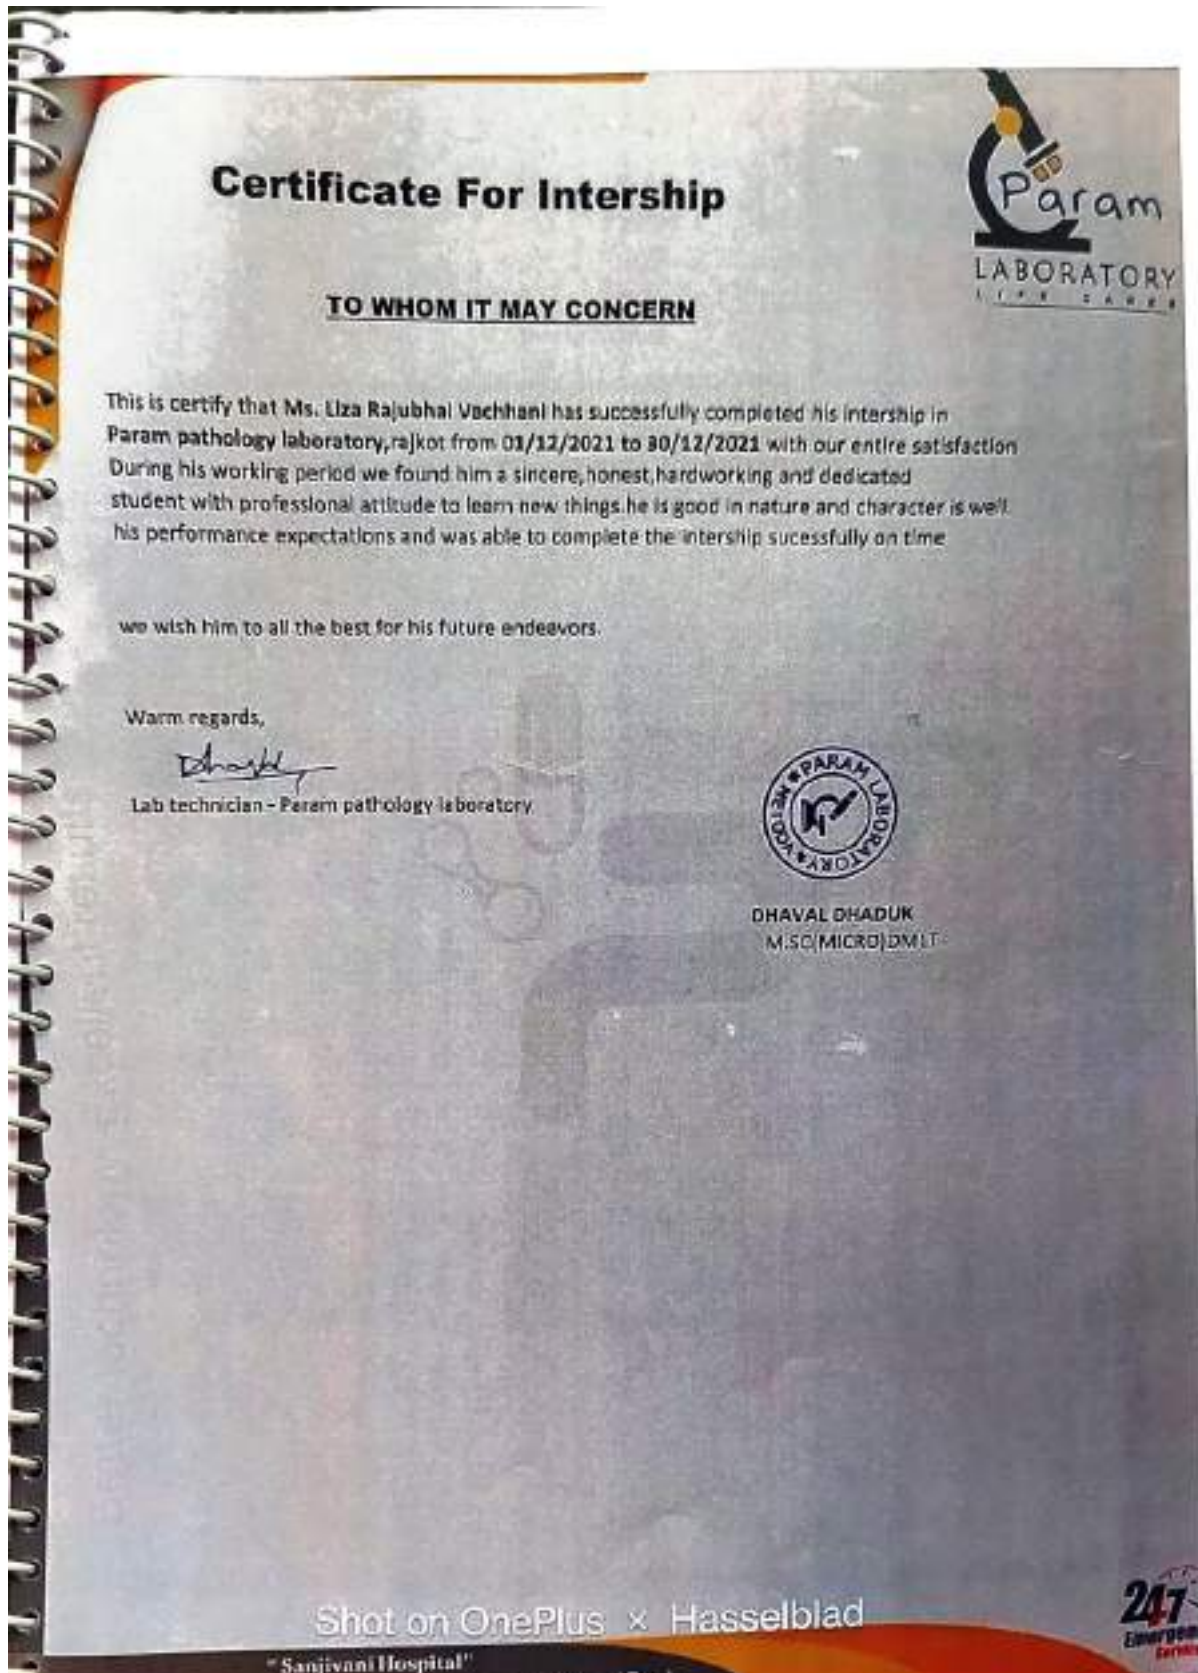 Certificate For Intership
Param
LABORATORY
LIFE CARER
TO WHOM IT MAY CONCERN
This is certify that Ms. Liza Rajubhai Vachhani has successfully completed his intership in
Param pathology laboratory,rajkot from 01/12/2021 to 30/12/2021 with our entire satisfaction
During his working period we found him a sincere,honest,hardworking and dedicated
student with professional attitude to learn new things.he is good in nature and character is well
his performance expectations and was able to complete the intership sucessfully on time
we wish him to all the best for his future endeavors.
Warm regards,
Lab technician - Param pathology laboratory
PARAM LABORATORY
METODA
DHAVAL DHADUK
M.SC(MICRO)DMLT
Shot on OnePlus × Hasselblad
247
" Sanjivani Hospital"